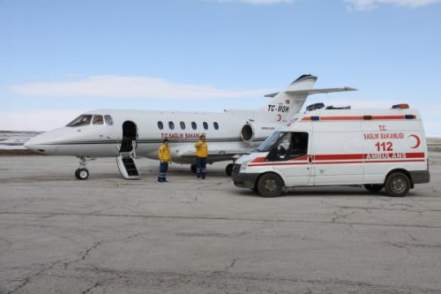 T.C. SAĞLIK BAKANLIĞI
T.C.
SAĞLIK BAKANLIĞI
112
AMBULANS